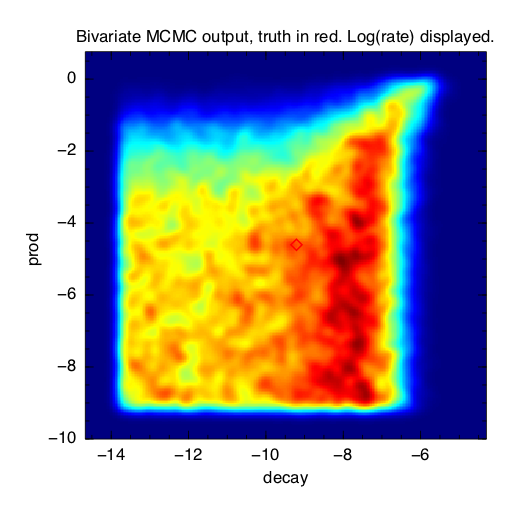 Bivariate MCMC output, truth in red. Log(rate) displayed.
0
−2
−4
−6
−8
−10
prod
−14 −12 −10 −8 −6
decay